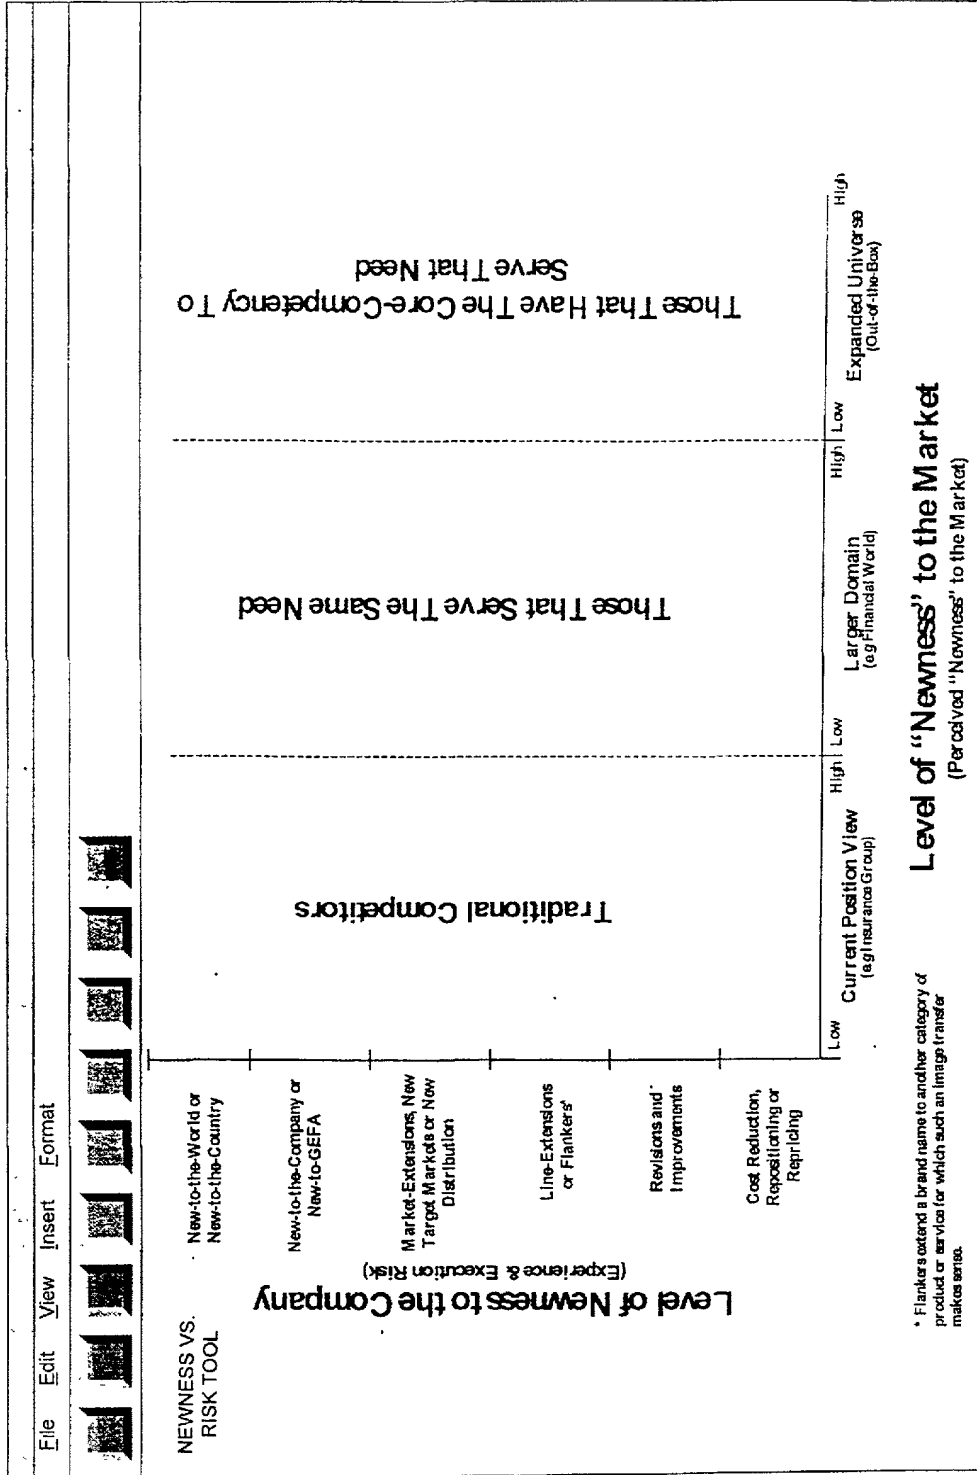 File Edit View Insert Format
NEWNESS VS.
RISK TOOL
Level of Newness to the Company
(Experience & Execution Risk)
New-to-the-World or
New-to-the-Country
New-to-the-Company or
New-to-GEFA
Market-Extensions, New
Target Markets or New
Distribution
Line-Extensions
or Flankers*
Revisions and
Improvements
Cost Reduction,
Repositioning or
Repricing
Traditional Competitors
Those That Serve The Same Need
Those That Have The Core-Competency To
Serve That Need
Low High Low High Low High
Current Position View
(eg Insurance Group)
Larger Domain
(eg Financial World)
Expanded Universe
(Out-of-the-Box)
Level of "Newness" to the Market
(Perceived "Newness" to the Market)
* Flankers extend a brand name to another category of
product or service for which such an image transfer
makes sense.